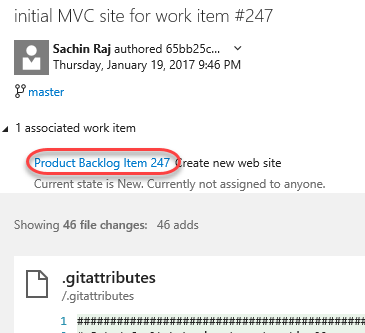 initial MVC site for work item #247
Sachin Raj authored 65bb25c...
Thursday, January 19, 2017 9:46 PM
master
1 associated work item
Product Backlog Item 247 Create new web site
Current state is New. Currently not assigned to anyone.
Showing 46 file changes: 46 adds
.gitattributes
/.gitattributes
1 ########################################